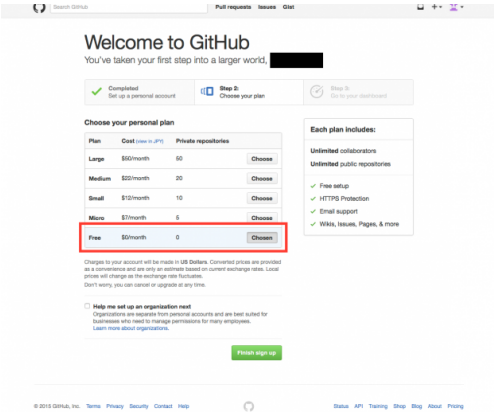 Search GitHub
Pull requests Issues Gist
Welcome to GitHub
You've taken your first step into a larger world,
Completed
Set up a personal account
Step 2:
Choose your plan
Step 3:
Go to your dashboard
Choose your personal plan
Plan Cost (view in JPY) Private repositories
Large $50/month 50 Choose
Medium $22/month 20 Choose
Small $12/month 10 Choose
Micro $7/month 5 Choose
Free $0/month 0 Chosen
Charges to your account will be made in US Dollars. Converted prices are provided
as a convenience and are only an estimate based on current exchange rates. Local
prices will change as the exchange rate fluctuates.
Don't worry, you can cancel or upgrade at any time.
Help me set up an organization next
Organizations are separate from personal accounts and are best suited for
businesses who need to manage permissions for many employees.
Learn more about organizations.
Finish sign up
Each plan includes:
Unlimited collaborators
Unlimited public repositories
Free setup
HTTPS Protection
Email support
Wikis, Issues, Pages, & more
© 2015 GitHub, Inc. Terms Privacy Security Contact Help
Status API Training Shop Blog About Pricing